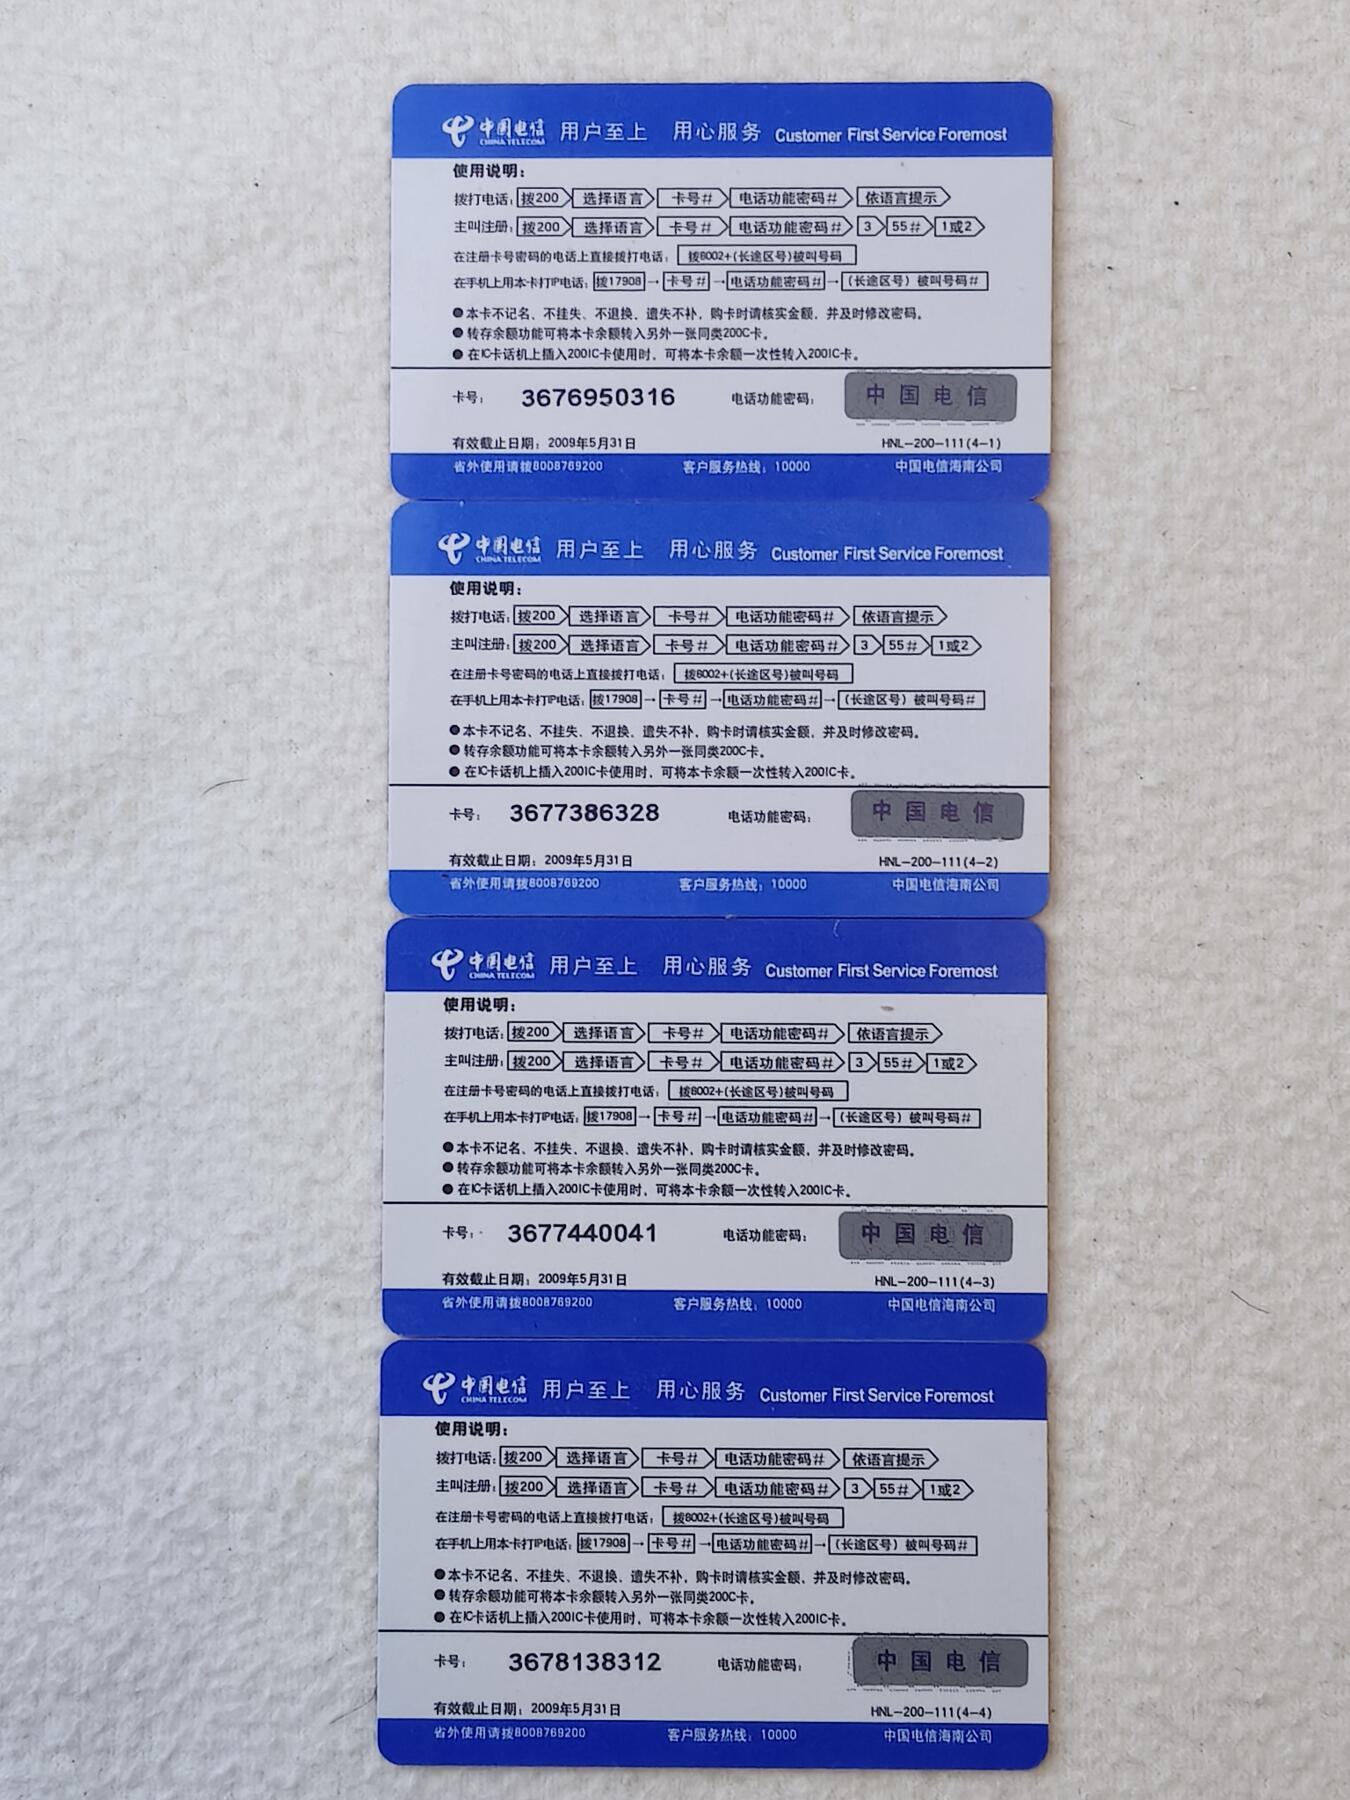 中国电信 CHINA TELECOM 用户至上 用心服务 Customer First Service Foremost
使用说明：
拨打电话：拨200 选择语言 卡号# 电话功能密码# 依语言提示
主叫注册：拨200 选择语言 卡号# 电话功能密码# 3 55# 1或2
在注册卡号密码的电话上直接拨打电话：拨8002+(长途区号)被叫号码
在手机上用本卡打IP电话：拨17908→卡号#→电话功能密码#→(长途区号)被叫号码#
●本卡不记名、不挂失、不退换、遗失不补，购卡时请核实金额，并及时修改密码。
●转存余额功能可将本卡余额转入另外一张同类200C卡。
●在IC卡话机上插入200IC卡使用时，可将本卡余额一次性转入200IC卡。
卡号： 3676950316 电话功能密码： 中国电信
有效截止日期：2009年5月31日 HNL-200-111(4-1)
省外使用请拨8008769200 客户服务热线：10000 中国电信海南公司
中国电信 CHINA TELECOM 用户至上 用心服务 Customer First Service Foremost
使用说明：
拨打电话：拨200 选择语言 卡号# 电话功能密码# 依语言提示
主叫注册：拨200 选择语言 卡号# 电话功能密码# 3 55# 1或2
在注册卡号密码的电话上直接拨打电话：拨8002+(长途区号)被叫号码
在手机上用本卡打IP电话：拨17908→卡号#→电话功能密码#→(长途区号)被叫号码#
●本卡不记名、不挂失、不退换、遗失不补，购卡时请核实金额，并及时修改密码。
●转存余额功能可将本卡余额转入另外一张同类200C卡。
●在IC卡话机上插入200IC卡使用时，可将本卡余额一次性转入200IC卡。
卡号： 3677386328 电话功能密码： 中国电信
有效截止日期：2009年5月31日 HNL-200-111(4-2)
省外使用请拨8008769200 客户服务热线：10000 中国电信海南公司
中国电信 CHINA TELECOM 用户至上 用心服务 Customer First Service Foremost
使用说明：
拨打电话：拨200 选择语言 卡号# 电话功能密码# 依语言提示
主叫注册：拨200 选择语言 卡号# 电话功能密码# 3 55# 1或2
在注册卡号密码的电话上直接拨打电话：拨8002+(长途区号)被叫号码
在手机上用本卡打IP电话：拨17908→卡号#→电话功能密码#→(长途区号)被叫号码#
●本卡不记名、不挂失、不退换、遗失不补，购卡时请核实金额，并及时修改密码。
●转存余额功能可将本卡余额转入另外一张同类200C卡。
●在IC卡话机上插入200IC卡使用时，可将本卡余额一次性转入200IC卡。
卡号： 3677440041 电话功能密码： 中国电信
有效截止日期：2009年5月31日 HNL-200-111(4-3)
省外使用请拨8008769200 客户服务热线：10000 中国电信海南公司
中国电信 CHINA TELECOM 用户至上 用心服务 Customer First Service Foremost
使用说明：
拨打电话：拨200 选择语言 卡号# 电话功能密码# 依语言提示
主叫注册：拨200 选择语言 卡号# 电话功能密码# 3 55# 1或2
在注册卡号密码的电话上直接拨打电话：拨8002+(长途区号)被叫号码
在手机上用本卡打IP电话：拨17908→卡号#→电话功能密码#→(长途区号)被叫号码#
●本卡不记名、不挂失、不退换、遗失不补，购卡时请核实金额，并及时修改密码。
●转存余额功能可将本卡余额转入另外一张同类200C卡。
●在IC卡话机上插入200IC卡使用时，可将本卡余额一次性转入200IC卡。
卡号： 3678138312 电话功能密码： 中国电信
有效截止日期：2009年5月31日 HNL-200-111(4-4)
省外使用请拨8008769200 客户服务热线：10000 中国电信海南公司